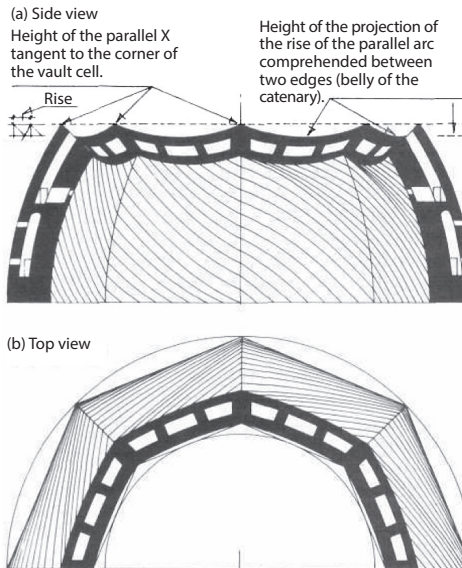 (a) Side view
Height of the parallel X
tangent to the corner of
the vault cell.
Rise
Height of the projection of
the rise of the parallel arc
comprehended between
two edges (belly of the
catenary).
(b) Top view